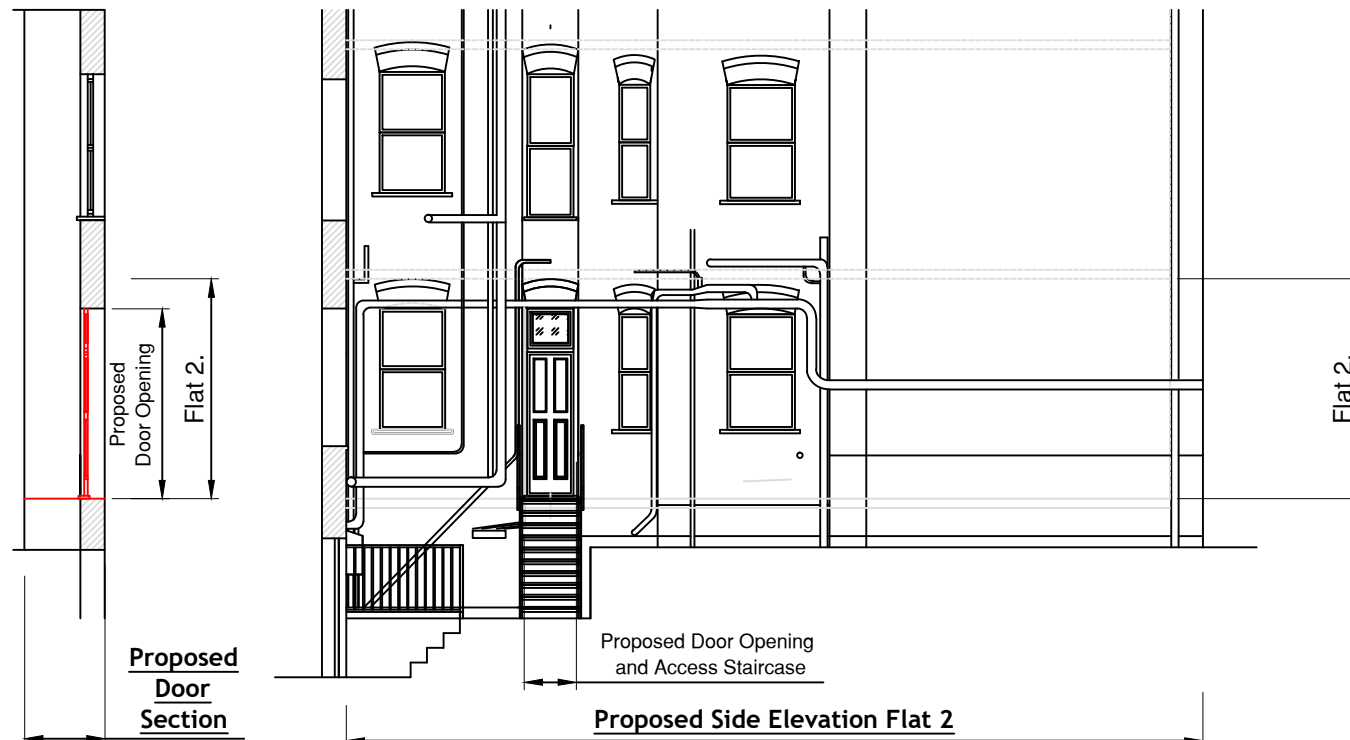 Proposed
Door Opening
Flat 2.
Flat 2.
Proposed
Door
Section
Proposed Door Opening
and Access Staircase
Proposed Side Elevation Flat 2